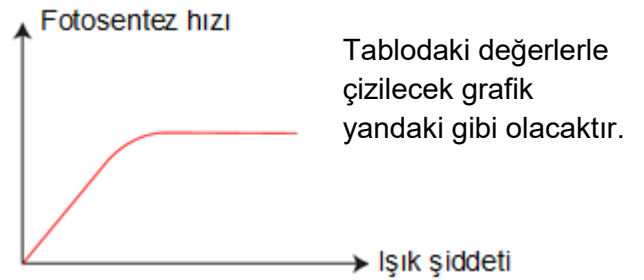 Fotosentez hızı
Tablodaki değerlerle
çizilecek grafik
yandaki gibi olacaktır.
Işık şiddeti